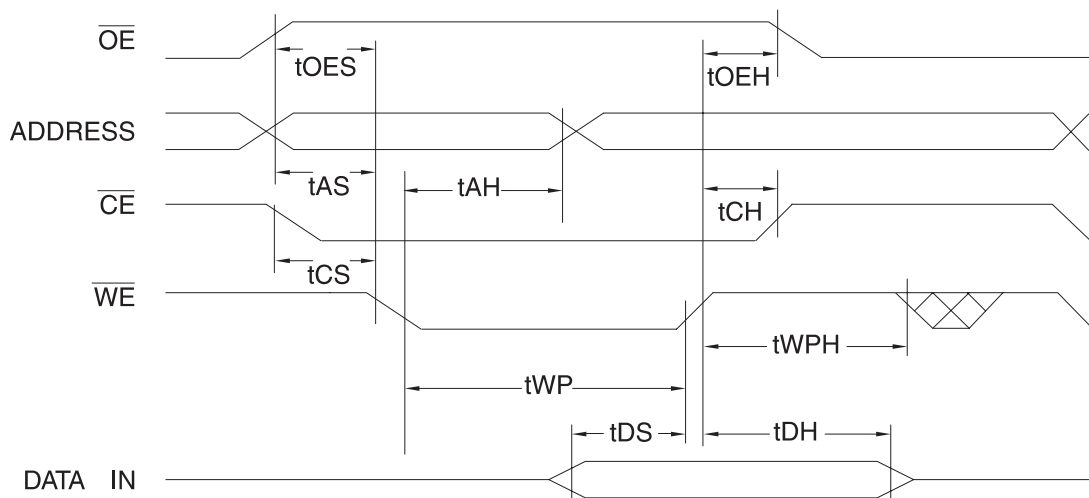 OE
tOES
tOEH
ADDRESS
tAS
tAH
CE
tCH
tCS
WE
tWPH
tWP
tDS
tDH
DATA IN